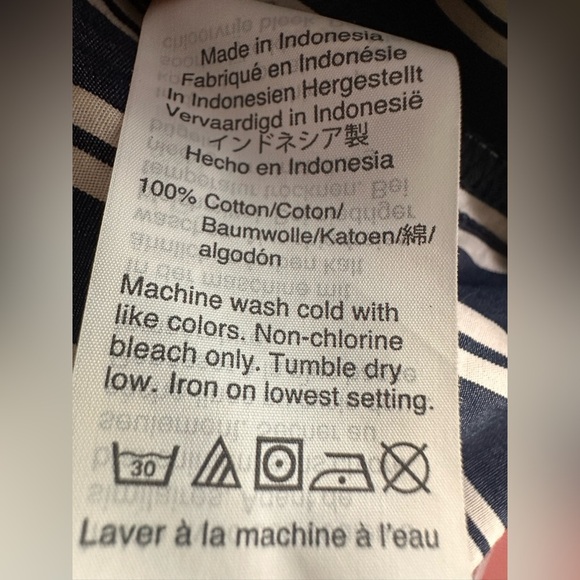 Made in Indonesia
Fabriqué en Indonésie
In Indonesien Hergestellt
Vervaardigd in Indonesië
インドネシア製
Hecho en Indonesia
100% Cotton/Coton/
Baumwolle/Katoen/綿/
algodón
Machine wash cold with
like colors. Non-chlorine
bleach only. Tumble dry
low. Iron on lowest setting.
30
Laver à la machine à l'eau